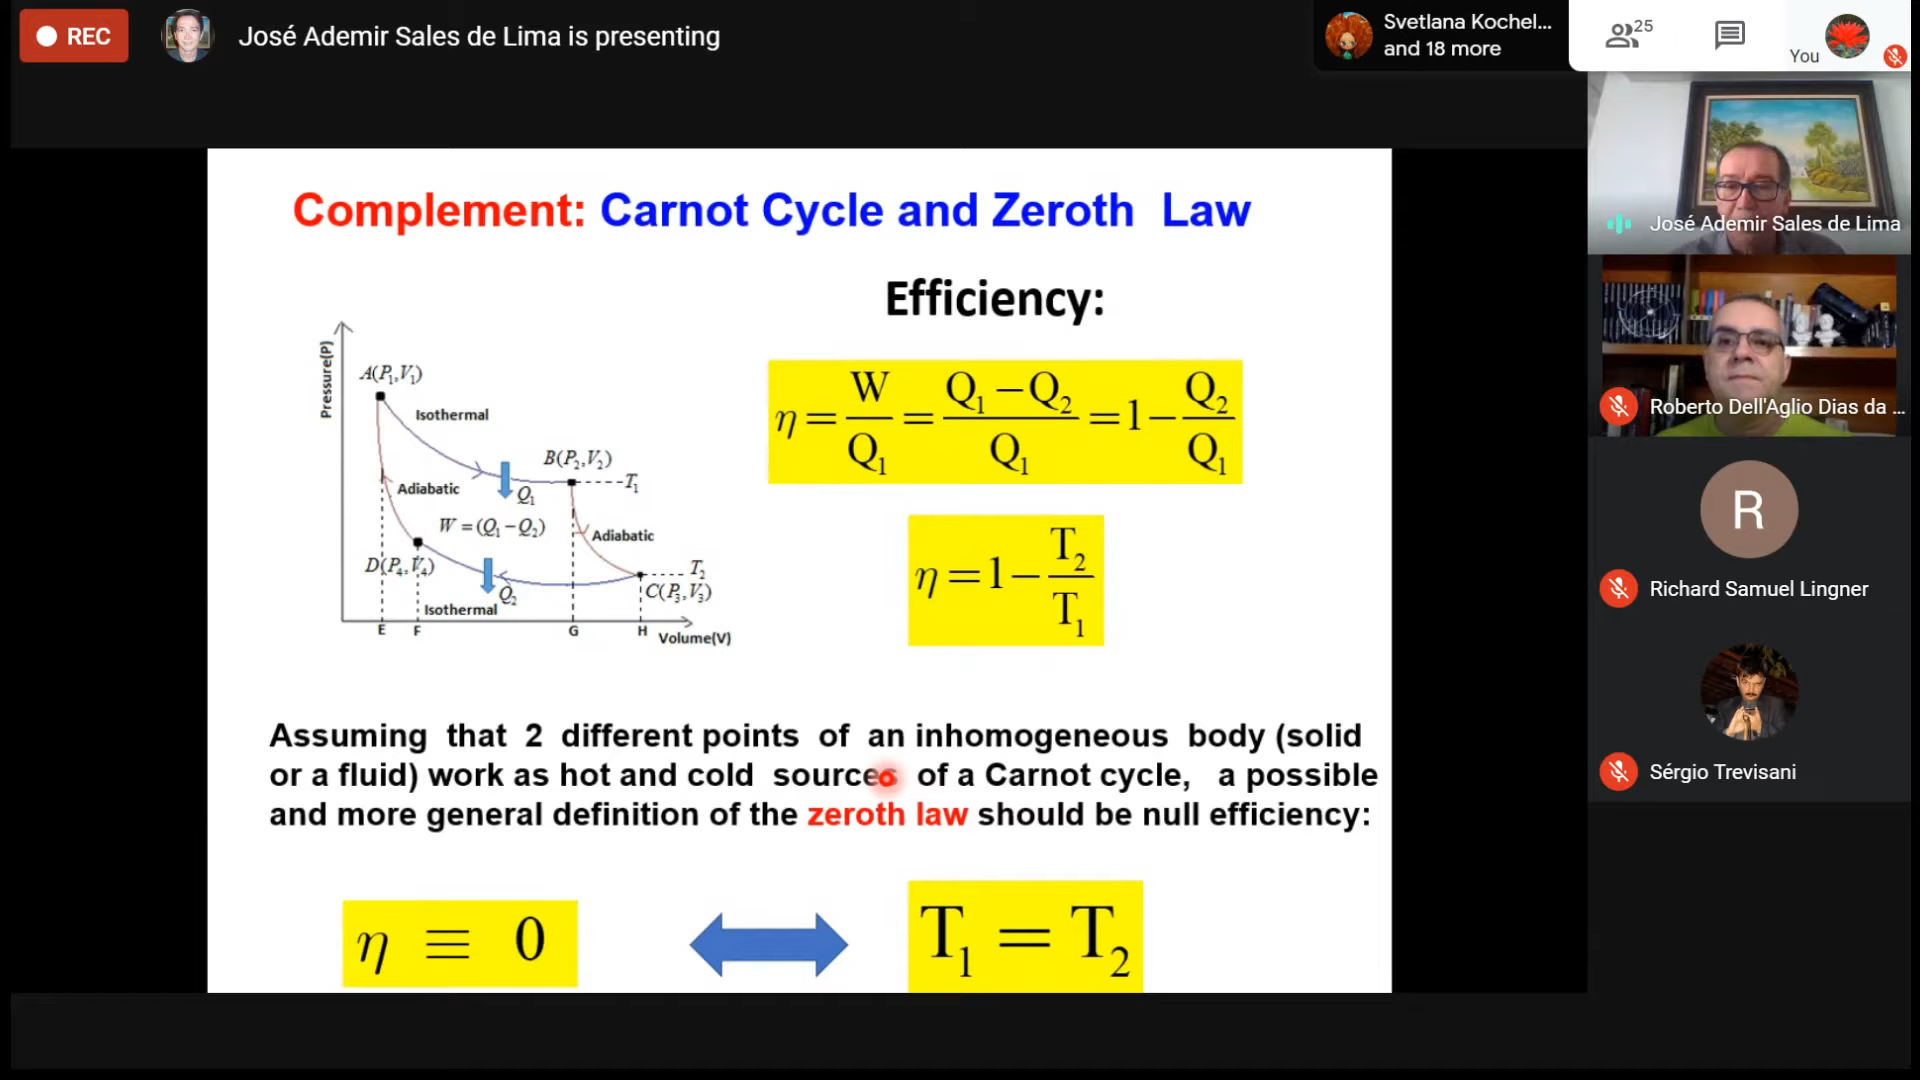 REC
José Ademir Sales de Lima is presenting
Svetlana Kochel...
and 18 more
25
You
Complement: Carnot Cycle and Zeroth Law
Efficiency:
Pressure(P)
A(P₁,V₁)
Isothermal
B(P₂,V₂)
T₁
Q₁
Adiabatic
W = (Q₁ − Q₂)
Adiabatic
D(P₄,V₄)
T₂
C(P₃,V₃)
Q₂
Isothermal
E F G H
Volume(V)
η = W/Q₁ = (Q₁ − Q₂)/Q₁ = 1 − Q₂/Q₁
η = 1 − T₂/T₁
Assuming that 2 different points of an inhomogeneous body (solid
or a fluid) work as hot and cold sources of a Carnot cycle, a possible
and more general definition of the zeroth law should be null efficiency:
η ≡ 0
T₁ = T₂
José Ademir Sales de Lima
Roberto Dell'Aglio Dias da ...
R
Richard Samuel Lingner
Sérgio Trevisani